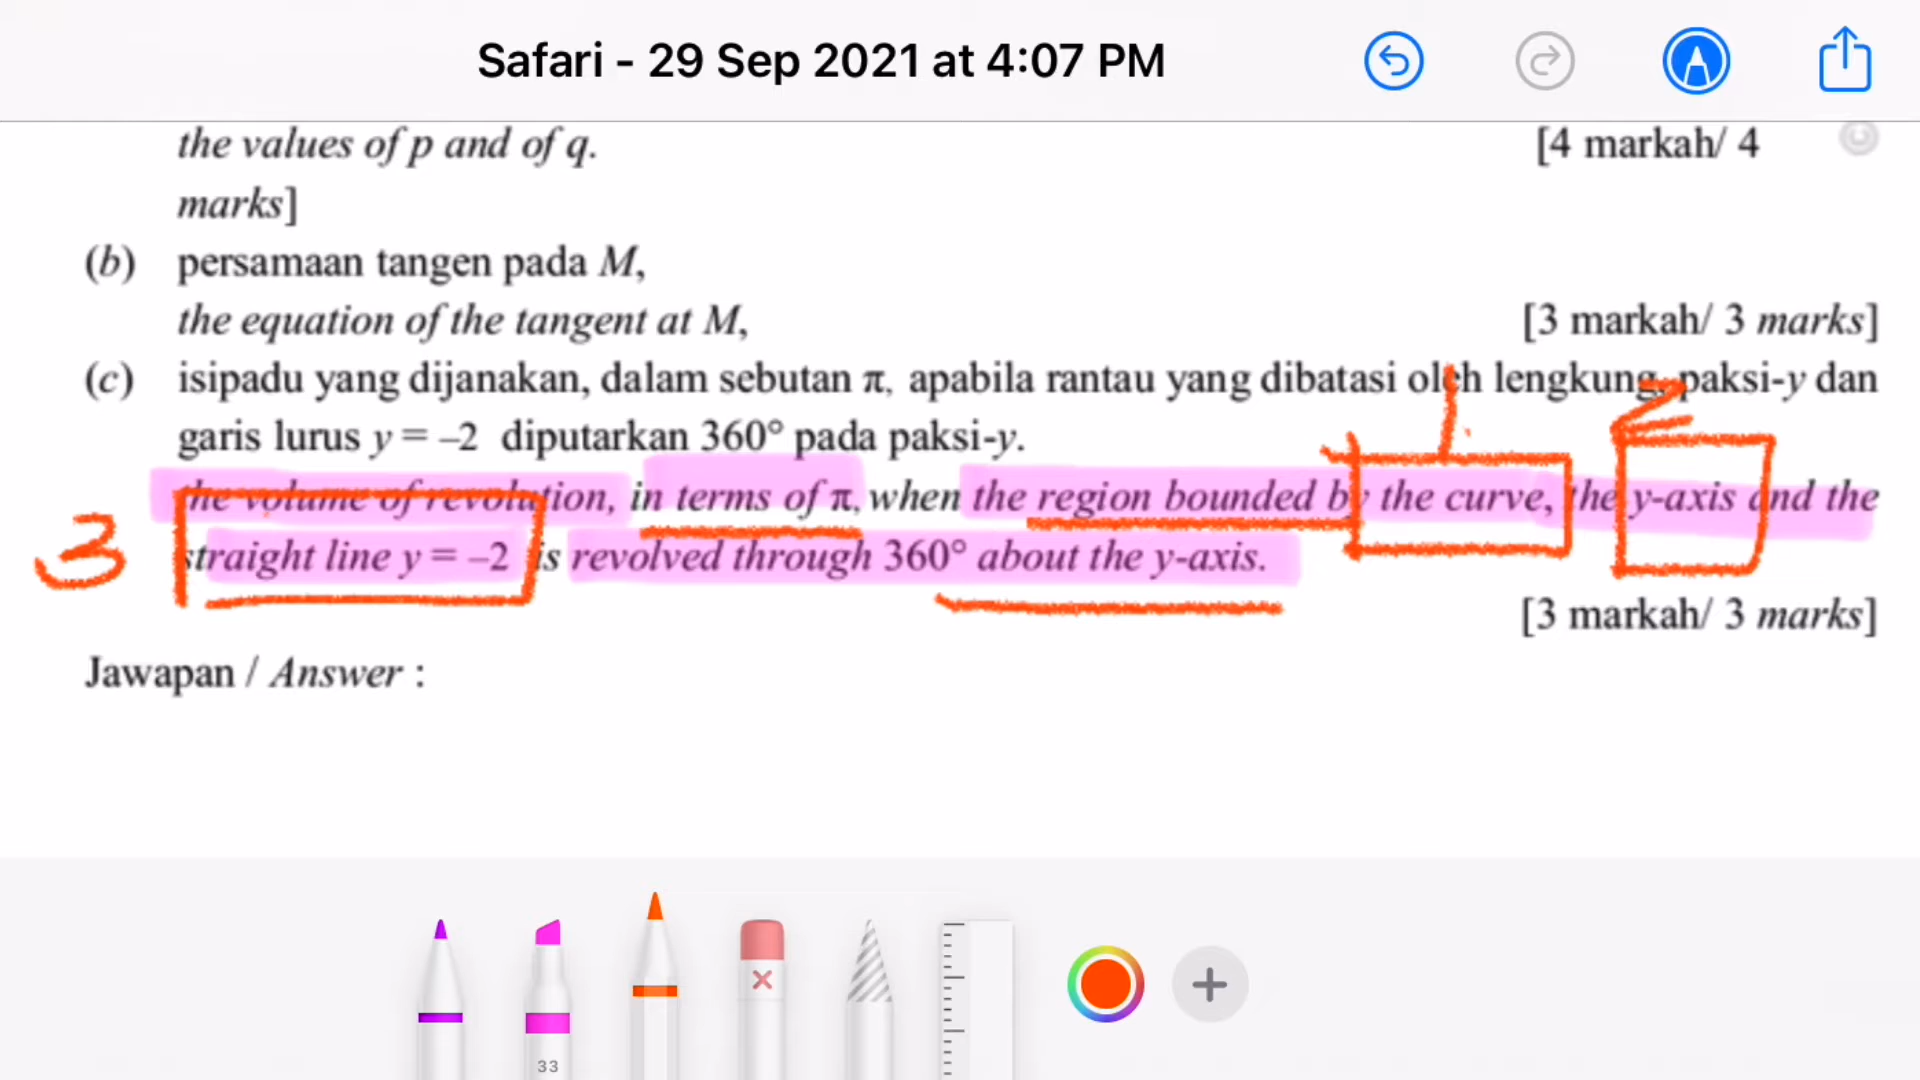 Safari - 29 Sep 2021 at 4:07 PM
the values of p and of q. [4 markah/ 4
marks]
(b) persamaan tangen pada M,
the equation of the tangent at M, [3 markah/ 3 marks]
(c) isipadu yang dijanakan, dalam sebutan π, apabila rantau yang dibatasi oleh lengkung, paksi-y dan
garis lurus y = –2 diputarkan 360° pada paksi-y.
1 2
the volume of revolution, in terms of π, when the region bounded by the curve, the y-axis and the
3 straight line y = –2 is revolved through 360° about the y-axis.
[3 markah/ 3 marks]
Jawapan / Answer :
33